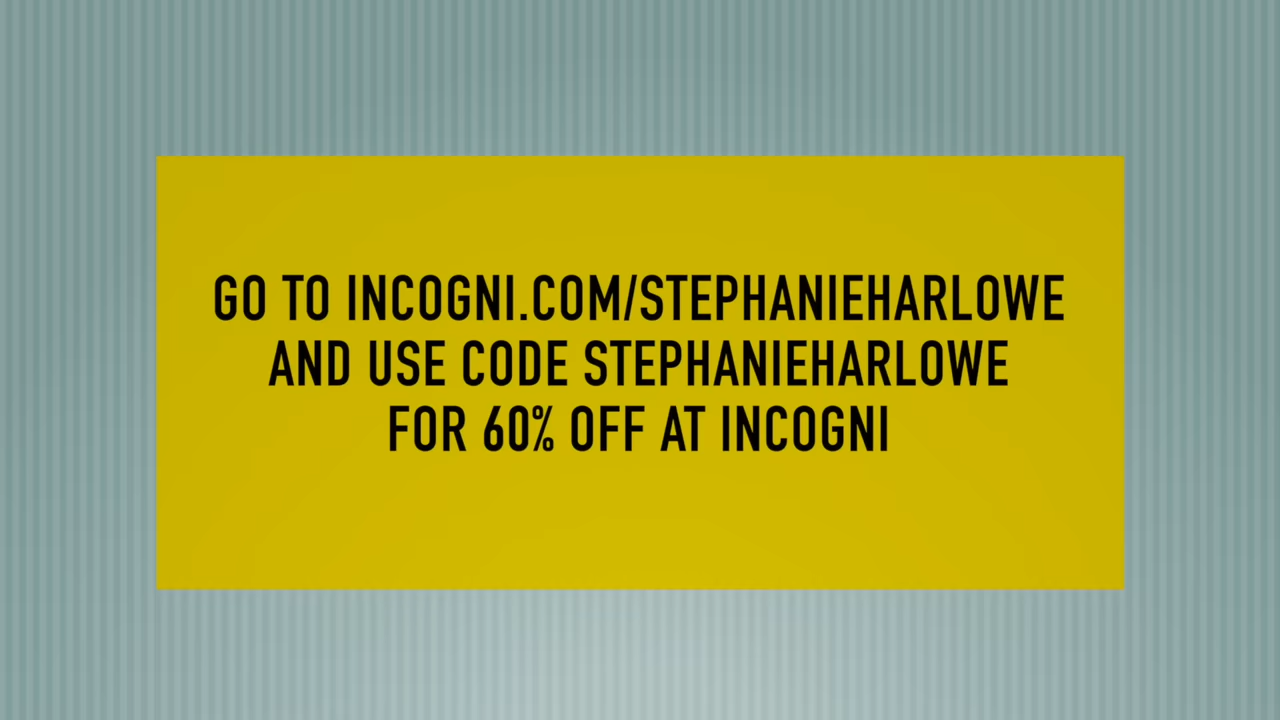 GO TO INCOGNI.COM/STEPHANIEHARLOWE
AND USE CODE STEPHANIEHARLOWE
FOR 60% OFF AT INCOGNI